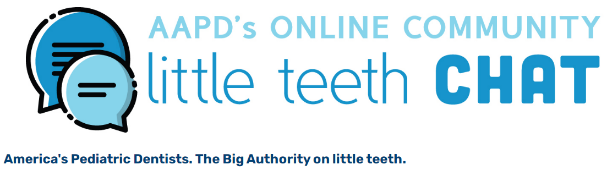 AAPD's ONLINE COMMUNITY
little teeth CHAT
America's Pediatric Dentists. The Big Authority on little teeth.